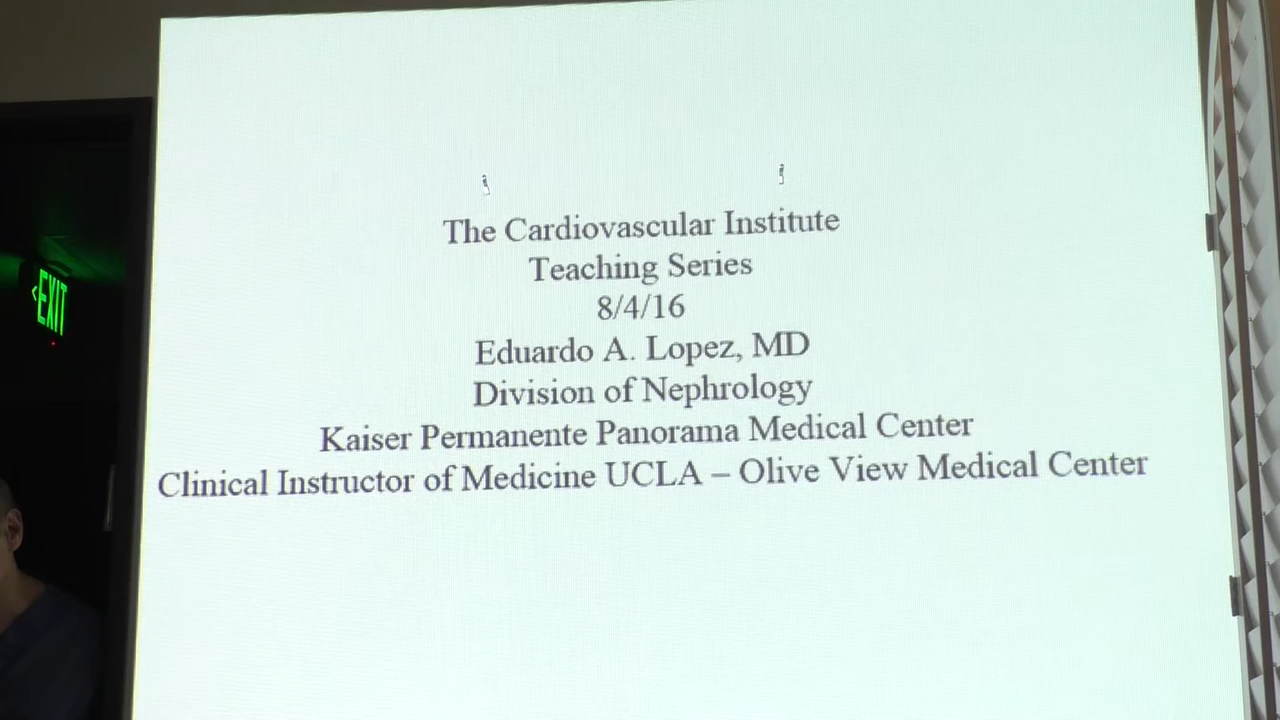 The Cardiovascular Institute
Teaching Series
8/4/16
Eduardo A. Lopez, MD
Division of Nephrology
Kaiser Permanente Panorama Medical Center
Clinical Instructor of Medicine UCLA – Olive View Medical Center
<EXIT